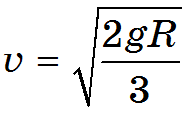 v = √(2gR/3)